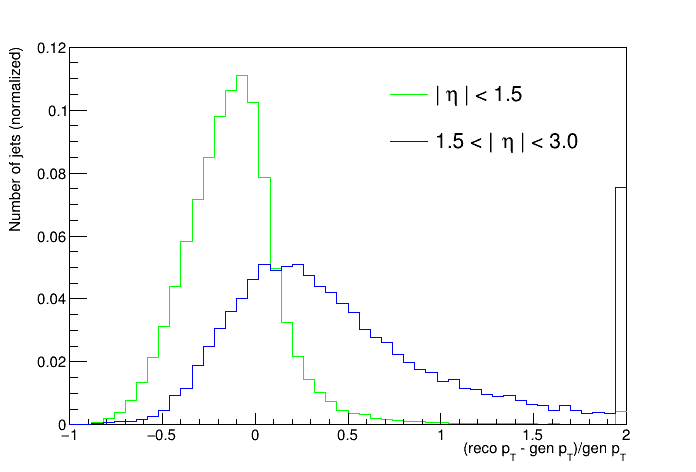 Number of jets (normalized)
0.12
0.1
0.08
0.06
0.04
0.02
0
| η | < 1.5
1.5 < | η | < 3.0
−1 −0.5 0 0.5 1 1.5 2
(reco p_T - gen p_T)/gen p_T